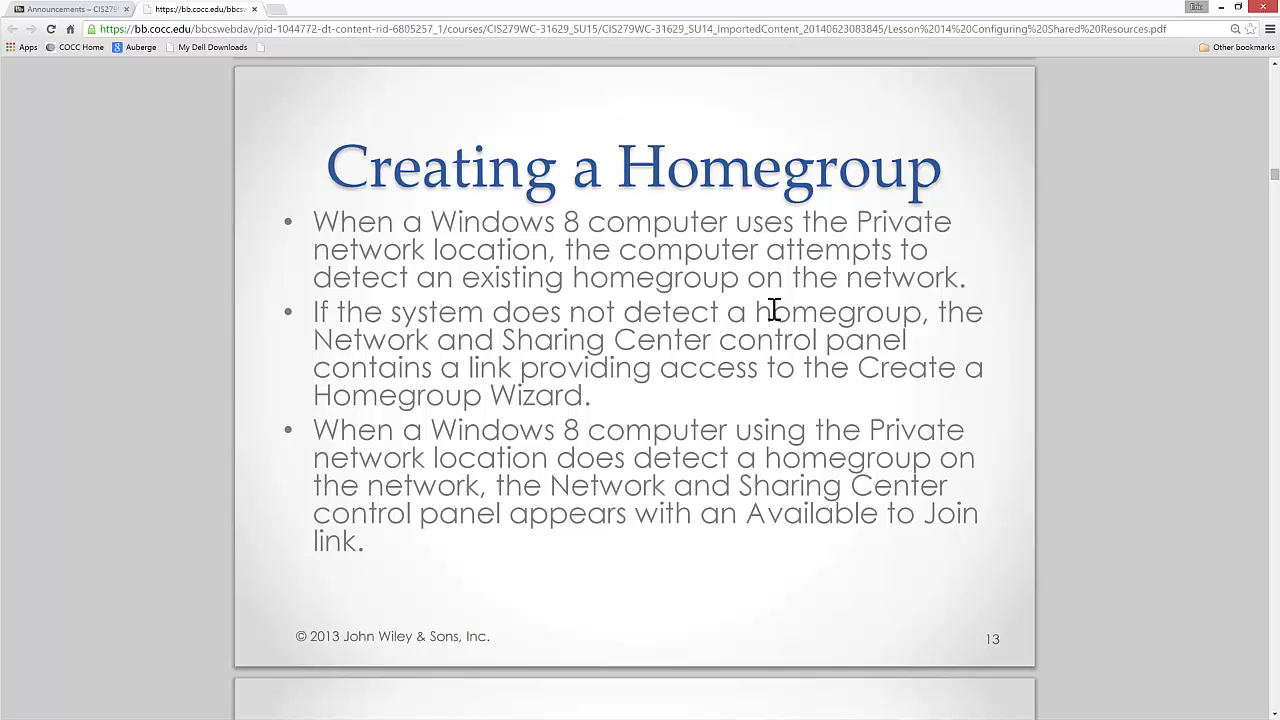 Announcements – CIS279
https://bb.cocc.edu/bbcsw
https://bb.cocc.edu/bbcswebdav/pid-1044772-dt-content-rid-6805257_1/courses/CIS279WC-31629_SU15/CIS279WC-31629_SU14_ImportedContent_20140623083845/Lesson%2014%20Configuring%20Shared%20Resources.pdf
Apps COCC Home Auberge My Dell Downloads Other bookmarks
Creating a Homegroup
• When a Windows 8 computer uses the Private
network location, the computer attempts to
detect an existing homegroup on the network.
• If the system does not detect a homegroup, the
Network and Sharing Center control panel
contains a link providing access to the Create a
Homegroup Wizard.
• When a Windows 8 computer using the Private
network location does detect a homegroup on
the network, the Network and Sharing Center
control panel appears with an Available to Join
link.
© 2013 John Wiley & Sons, Inc.
13